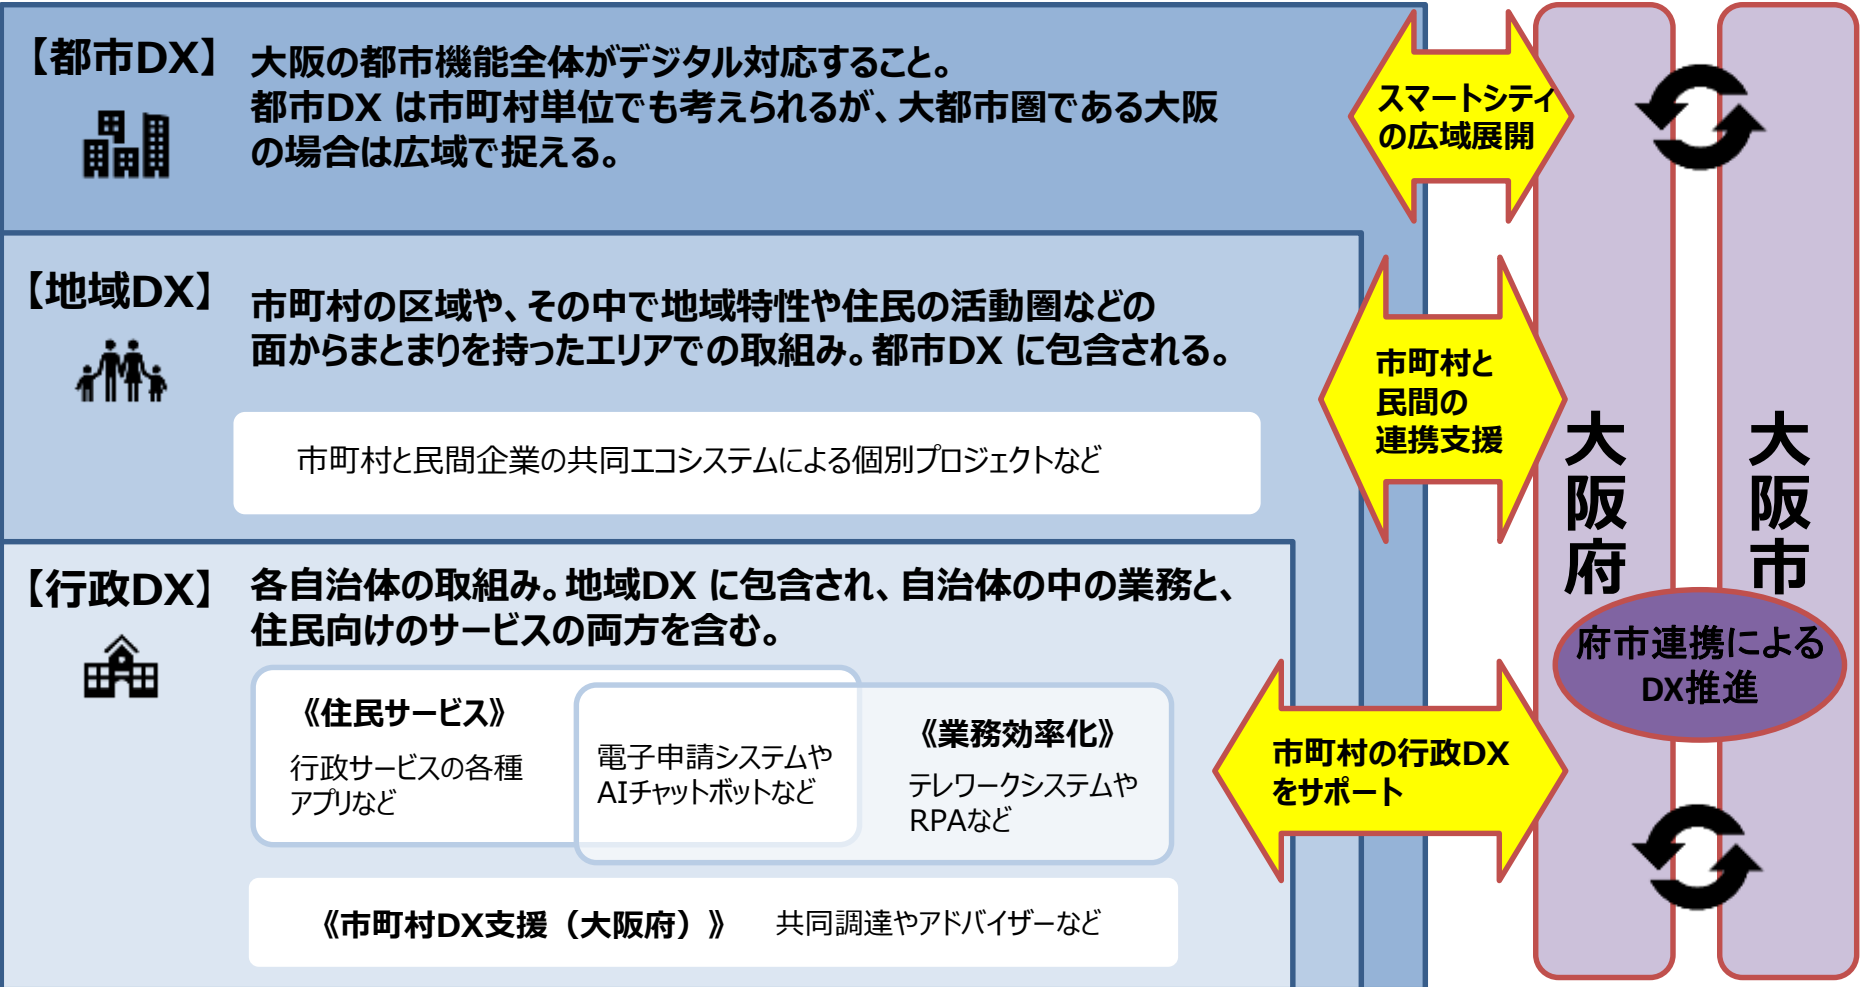 【都市DX】
大阪の都市機能全体がデジタル対応すること。
都市DX は市町村単位でも考えられるが、大都市圏である大阪
の場合は広域で捉える。
スマートシティ
の広域展開
【地域DX】
市町村の区域や、その中で地域特性や住民の活動圏などの
面からまとまりを持ったエリアでの取組み。都市DX に包含される。
市町村と民間企業の共同エコシステムによる個別プロジェクトなど
市町村と
民間の
連携支援
【行政DX】
各自治体の取組み。地域DX に包含され、自治体の中の業務と、
住民向けのサービスの両方を含む。
《住民サービス》
行政サービスの各種
アプリなど
電子申請システムや
AIチャットボットなど
《業務効率化》
テレワークシステムや
RPAなど
《市町村DX支援（大阪府）》 共同調達やアドバイザーなど
市町村の行政DX
をサポート
大阪府
大阪市
府市連携による
DX推進